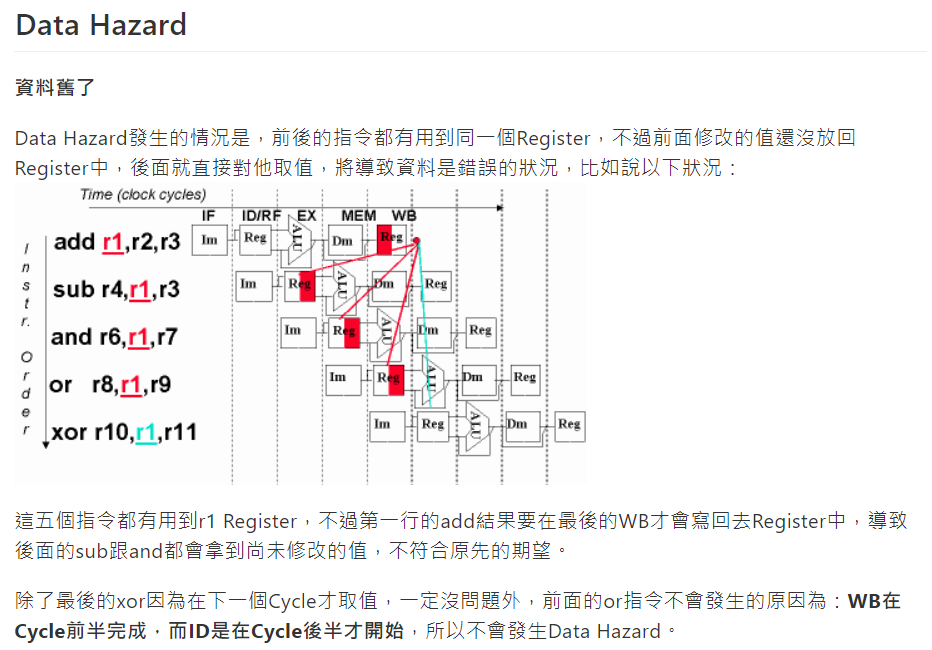 Data Hazard
資料舊了
Data Hazard發生的情況是，前後的指令都有用到同一個Register，不過前面修改的值還沒放回
Register中，後面就直接對他取值，將導致資料是錯誤的狀況，比如說以下狀況：
Time (clock cycles)
IF ID/RF EX MEM WB
Instr. Order
add r1,r2,r3 Im Reg ALU Dm Reg
sub r4,r1,r3 Im Reg ALU Dm Reg
and r6,r1,r7 Im Reg ALU Dm Reg
or r8,r1,r9 Im Reg ALU Dm Reg
xor r10,r1,r11 Im Reg ALU Dm Reg
這五個指令都有用到r1 Register，不過第一行的add結果要在最後的WB才會寫回去Register中，導致
後面的sub跟and都會拿到尚未修改的值，不符合原先的期望。
除了最後的xor因為在下一個Cycle才取值，一定沒問題外，前面的or指令不會發生的原因為：WB在
Cycle前半完成，而ID是在Cycle後半才開始，所以不會發生Data Hazard。